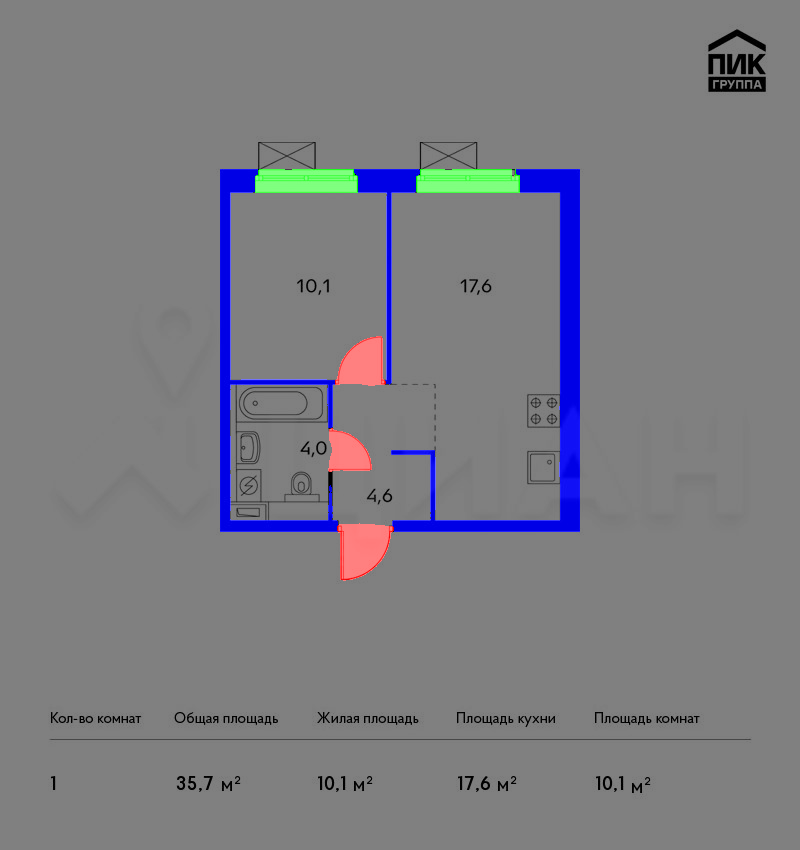 ПИК
ГРУППА
10,1
17,6
4,0
4,6
ЦИАН
Кол-во комнат Общая площадь Жилая площадь Площадь кухни Площадь комнат
1 35,7 м² 10,1 м² 17,6 м² 10,1 м²